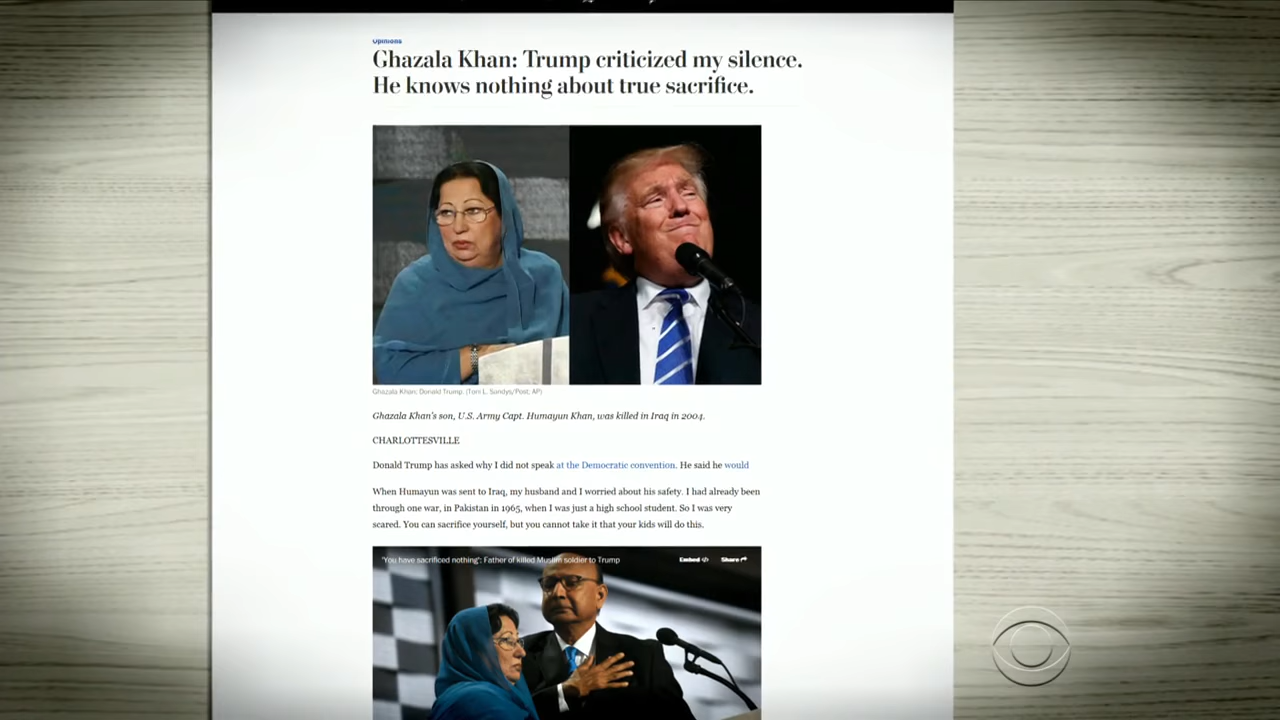 Opinions
Ghazala Khan: Trump criticized my silence.
He knows nothing about true sacrifice.
Ghazala Khan; Donald Trump. (Toni L. Sandys/Post; AP)
Ghazala Khan's son, U.S. Army Capt. Humayun Khan, was killed in Iraq in 2004.
CHARLOTTESVILLE
Donald Trump has asked why I did not speak at the Democratic convention. He said he would
When Humayun was sent to Iraq, my husband and I worried about his safety. I had already been
through one war, in Pakistan in 1965, when I was just a high school student. So I was very
scared. You can sacrifice yourself, but you cannot take it that your kids will do this.
'You have sacrificed nothing': Father of killed Muslim soldier to Trump Embed </> Share